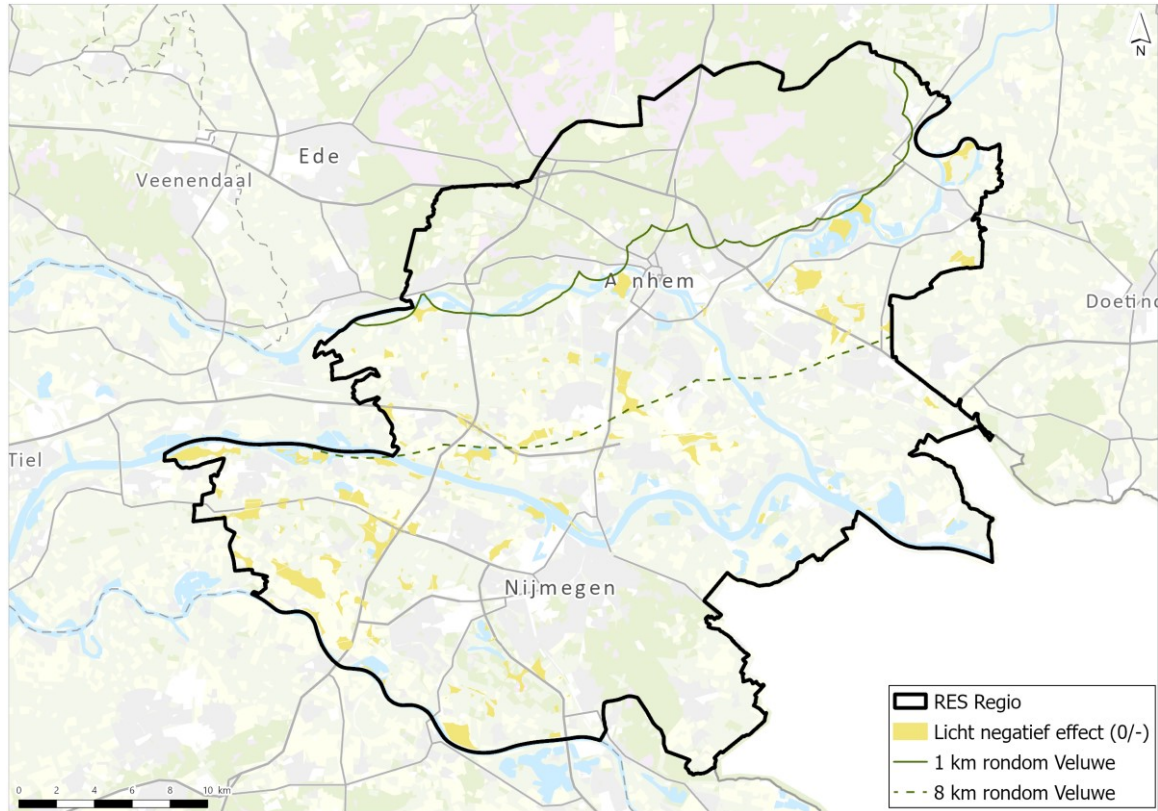 N
Ede
Veenendaal
A nhem
Doetinc
Tiel
Nijmegen
RES Regio
Licht negatief effect (0/-)
1 km rondom Veluwe
8 km rondom Veluwe
0 2 4 6 8 10 km